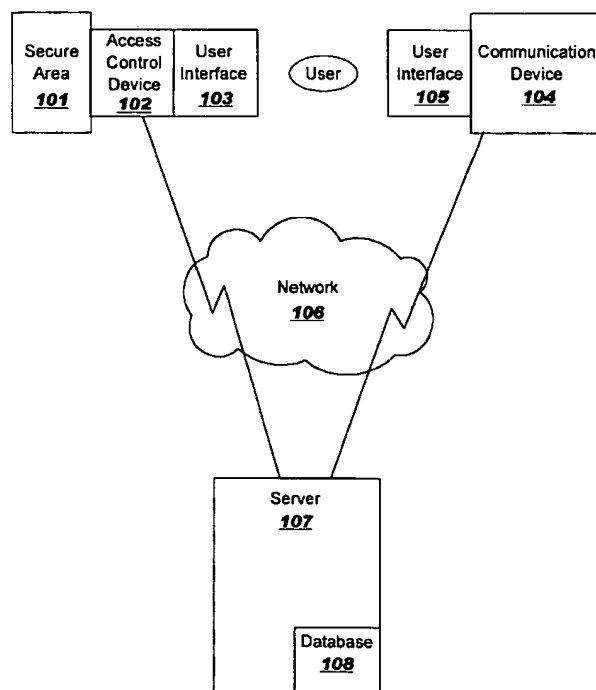 Secure
Area
101
Access
Control
Device
102
User
Interface
103
User
User
Interface
105
Communication
Device
104
Network
106
Server
107
Database
108